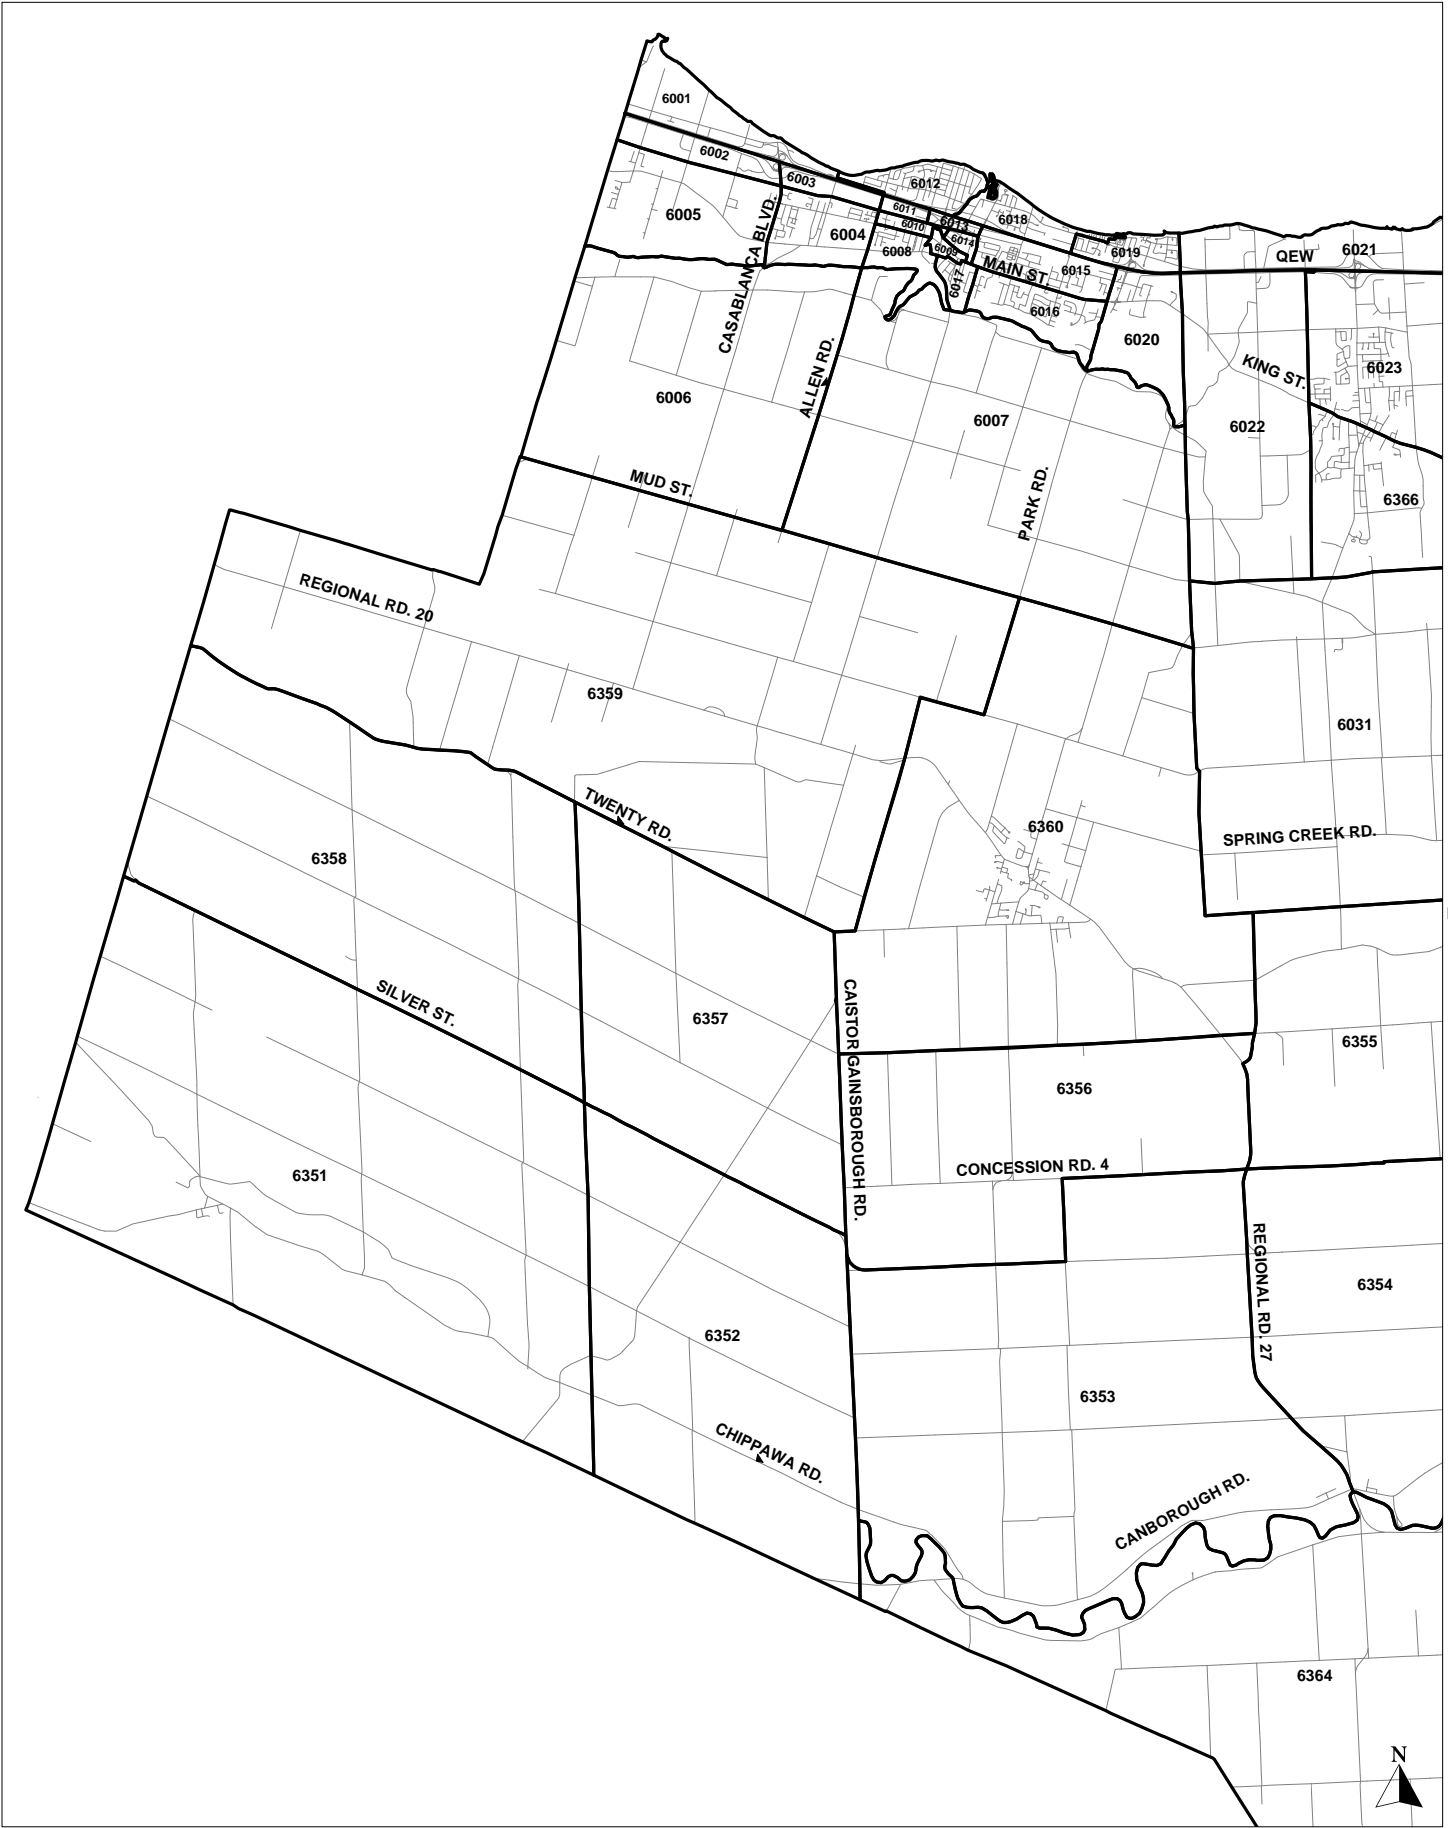 6001
6002
6003
6012
6005
CASABLANCA BLVD.
6004
6011
6010
6013
6018
6014
6009
6008
6017
MAIN ST.
6015
6019
6016
6020
QEW
6021
KING ST.
6023
6022
6366
6006
ALLEN RD.
6007
PARK RD.
MUD ST.
REGIONAL RD. 20
6359
6031
TWENTY RD.
6360
SPRING CREEK RD.
6358
SILVER ST.
6357
CAISTOR GAINSBOROUGH RD.
6355
6356
CONCESSION RD. 4
6351
REGIONAL RD. 27
6354
6352
6353
CHIPPAWA RD.
CANBOROUGH RD.
6364
N